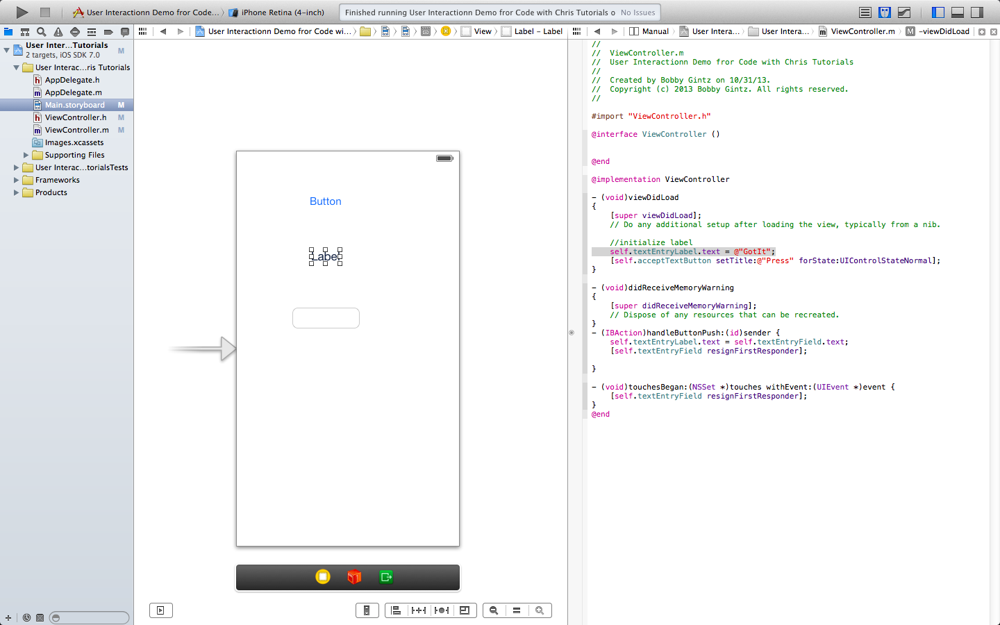 User Interactionn Demo fror Code... iPhone Retina (4-inch)
Finished running User Interactionn Demo fror Code with Chris Tutorials o No Issues
User Interactionn Demo fror Code wi... View Label – Label
Manual User Intera... User Intera... ViewController.m M -viewDidLoad
User Inter...Tutorials M
2 targets, iOS SDK 7.0
User Interac...ris Tutorials
AppDelegate.h
AppDelegate.m
Main.storyboard M
ViewController.h M
ViewController.m M
Images.xcassets
Supporting Files
User Interac...torialsTests
Frameworks
Products
Button
Label
//
//  ViewController.m
//  User Interactionn Demo fror Code with Chris Tutorials
//
//  Created by Bobby Gintz on 10/31/13.
//  Copyright (c) 2013 Bobby Gintz. All rights reserved.
//
#import "ViewController.h"
@interface ViewController ()
@end
@implementation ViewController
- (void)viewDidLoad
{
[super viewDidLoad];
// Do any additional setup after loading the view, typically from a nib.
//initialize label
self.textEntryLabel.text = @"GotIt";
[self.acceptTextButton setTitle:@"Press" forState:UIControlStateNormal];
}
- (void)didReceiveMemoryWarning
{
[super didReceiveMemoryWarning];
// Dispose of any resources that can be recreated.
}
- (IBAction)handleButtonPush:(id)sender {
self.textEntryLabel.text = self.textEntryField.text;
[self.textEntryField resignFirstResponder];
}
- (void)touchesBegan:(NSSet *)touches withEvent:(UIEvent *)event {
[self.textEntryField resignFirstResponder];
}
@end